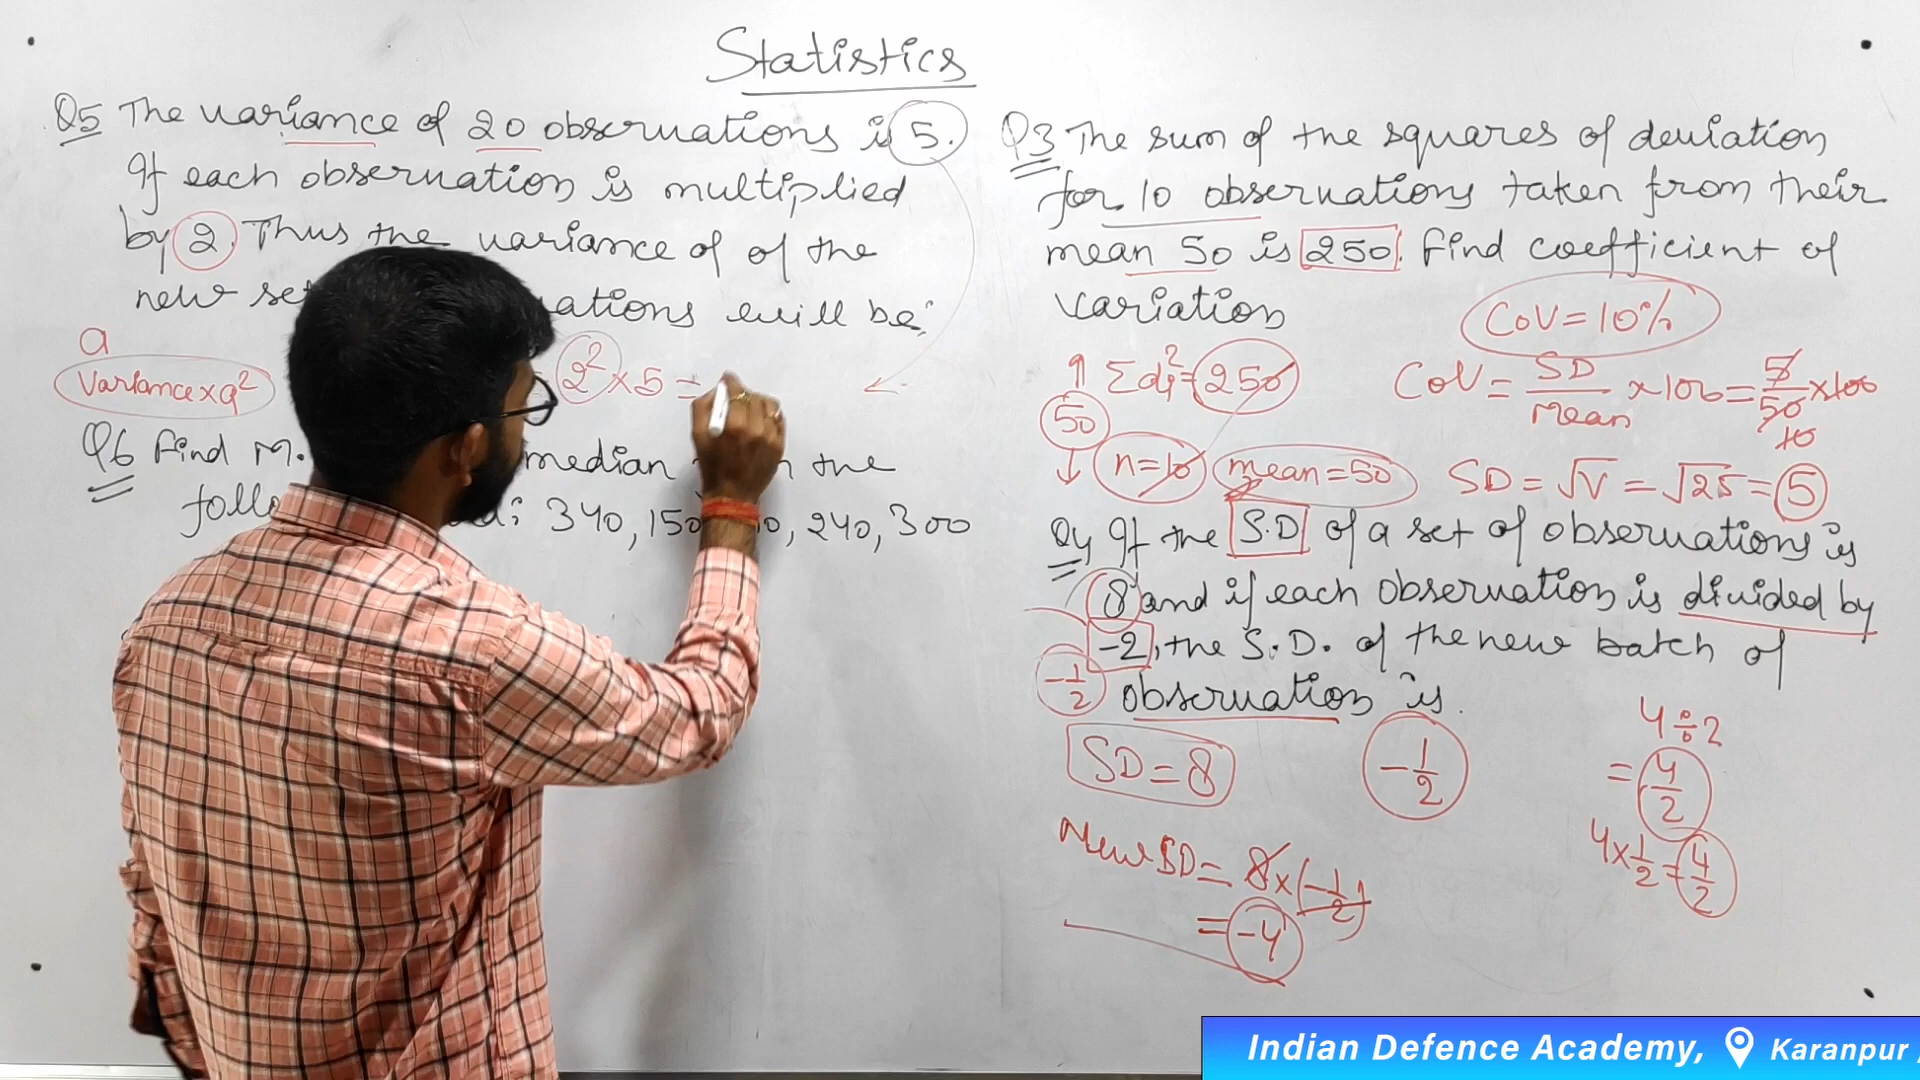 Statistics
Q5 The variance of 20 observations is 5.
If each observation is multiplied
by 2. Thus the variance of of the
new set ations will be:
a
Variance×a²
2² × 5 =
Q6 Find M. median the
follo 340, 150, 240, 300
Q3 The sum of the squares of deviation
for 10 observations taken from their
mean 50 is 250. Find coefficient of
variation
CoV = 10%
Σdi² = 250
50
n = 10 mean = 50
CoV = SD/Mean × 100 = 5/50 × 100
10
SD = √V = √25 = 5
Q4 If the S.D of a set of observations is
8 and if each observation is divided by
-2, the S.D. of the new batch of
-1/2 observation is.
SD = 8
-1/2
New SD = 8 × (-1/2)
= -4
4 ÷ 2
= 4/2
4 × 1/2 = 4/2
Indian Defence Academy, Karanpur